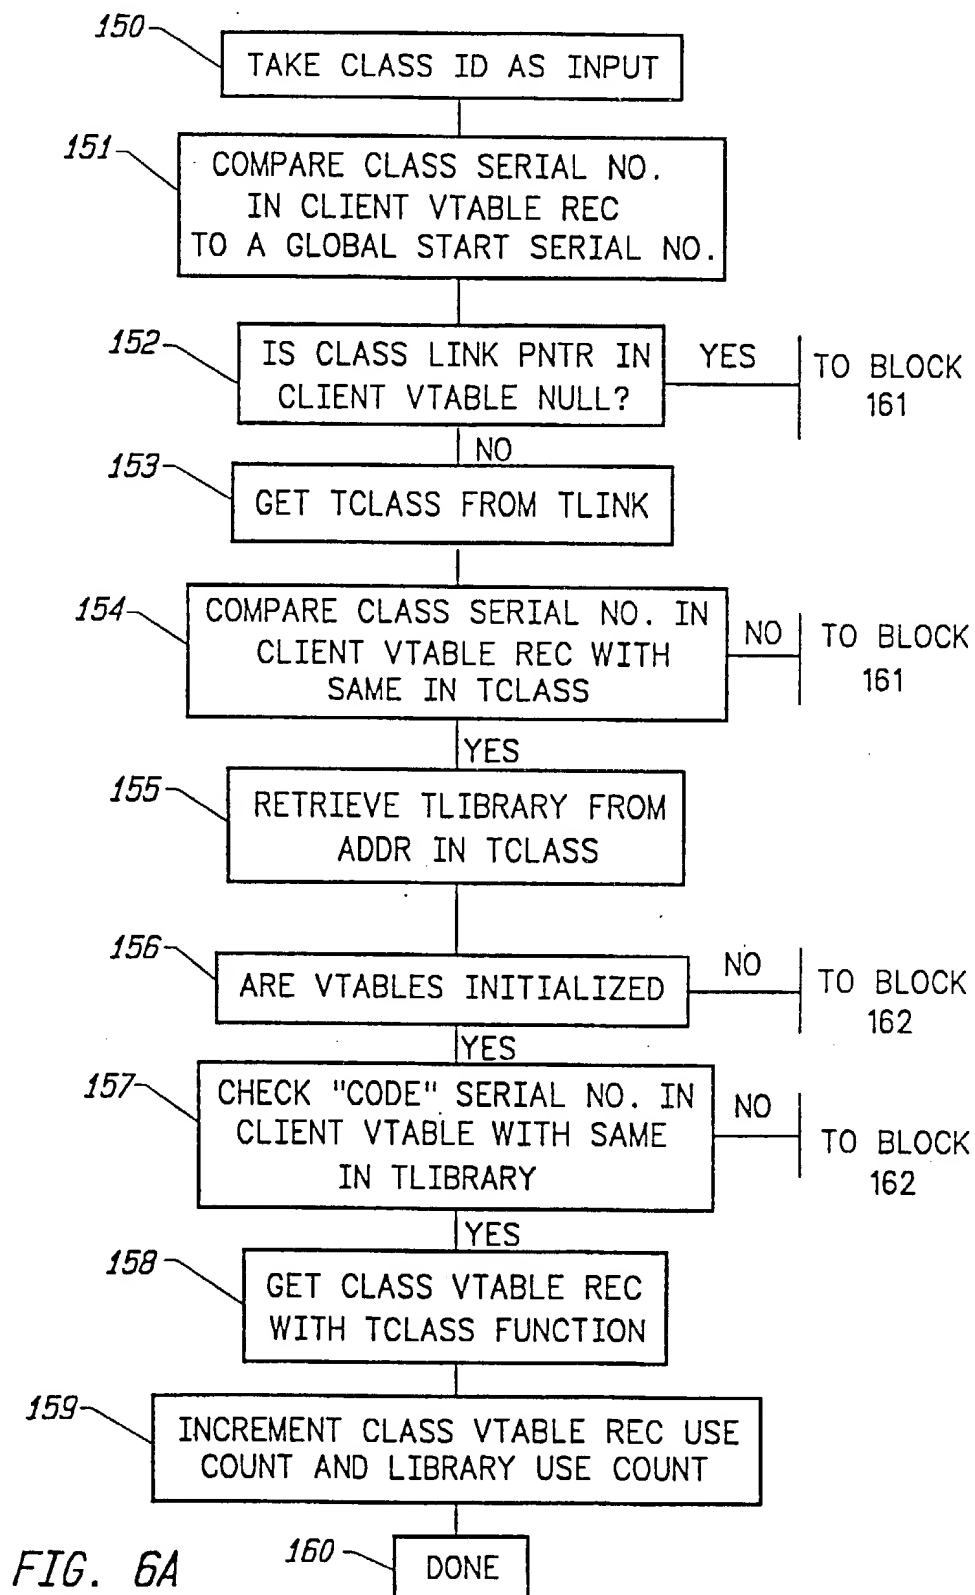 150
TAKE CLASS ID AS INPUT
151
COMPARE CLASS SERIAL NO.
IN CLIENT VTABLE REC
TO A GLOBAL START SERIAL NO.
152
IS CLASS LINK PNTR IN
CLIENT VTABLE NULL?
YES
TO BLOCK
161
NO
153
GET TCLASS FROM TLINK
154
COMPARE CLASS SERIAL NO. IN
CLIENT VTABLE REC WITH
SAME IN TCLASS
NO
TO BLOCK
161
YES
155
RETRIEVE TLIBRARY FROM
ADDR IN TCLASS
156
ARE VTABLES INITIALIZED
NO
TO BLOCK
162
YES
157
CHECK "CODE" SERIAL NO. IN
CLIENT VTABLE WITH SAME
IN TLIBRARY
NO
TO BLOCK
162
YES
158
GET CLASS VTABLE REC
WITH TCLASS FUNCTION
159
INCREMENT CLASS VTABLE REC USE
COUNT AND LIBRARY USE COUNT
160
DONE
FIG. 6A